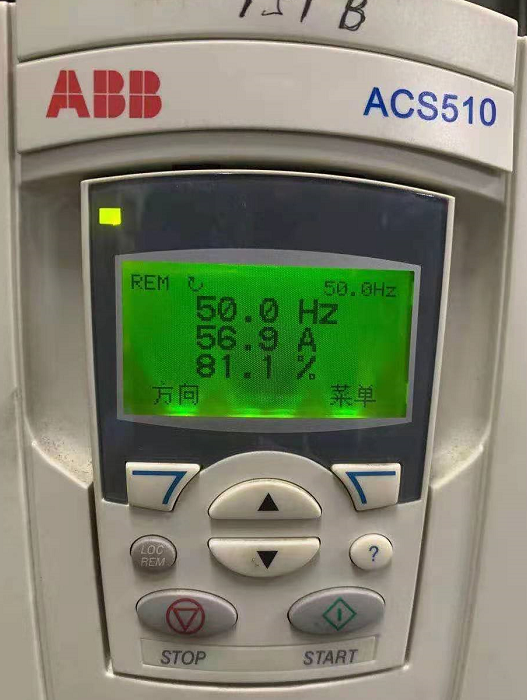 ABB
ACS510
REM ↻ 50.0Hz
50.0 Hz
56.9 A
81.1 %
方向 菜单
LOC
REM
?
STOP START